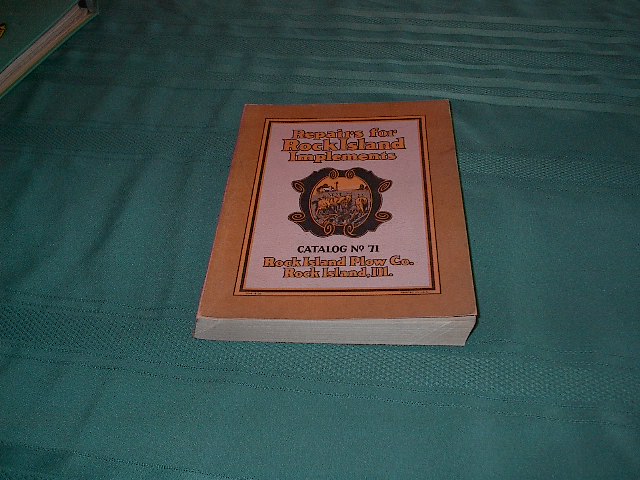 Repairs for
Rock Island
Implements
CATALOG Nº 71
Rock Island Plow Co.
Rock Island, Ill.